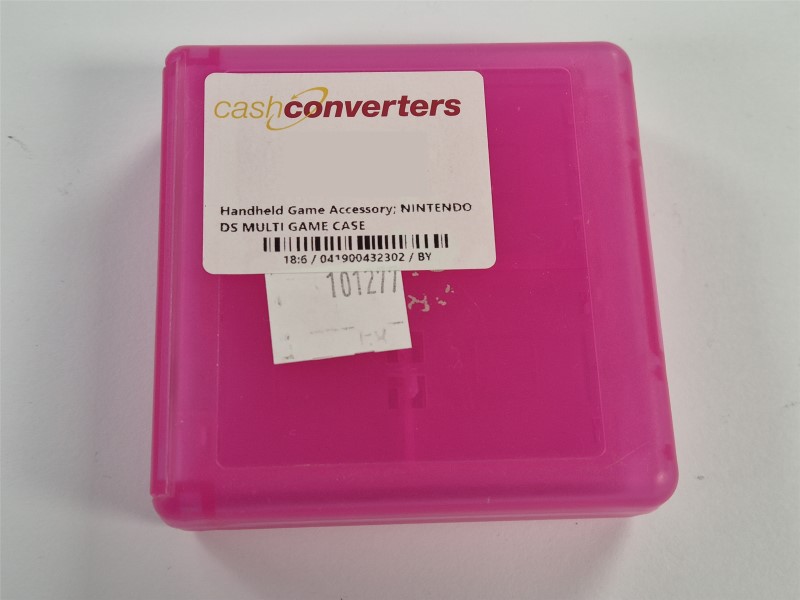 cashconverters
Handheld Game Accessory; NINTENDO
DS MULTI GAME CASE
18:6 / 041900432302 / BY
101277